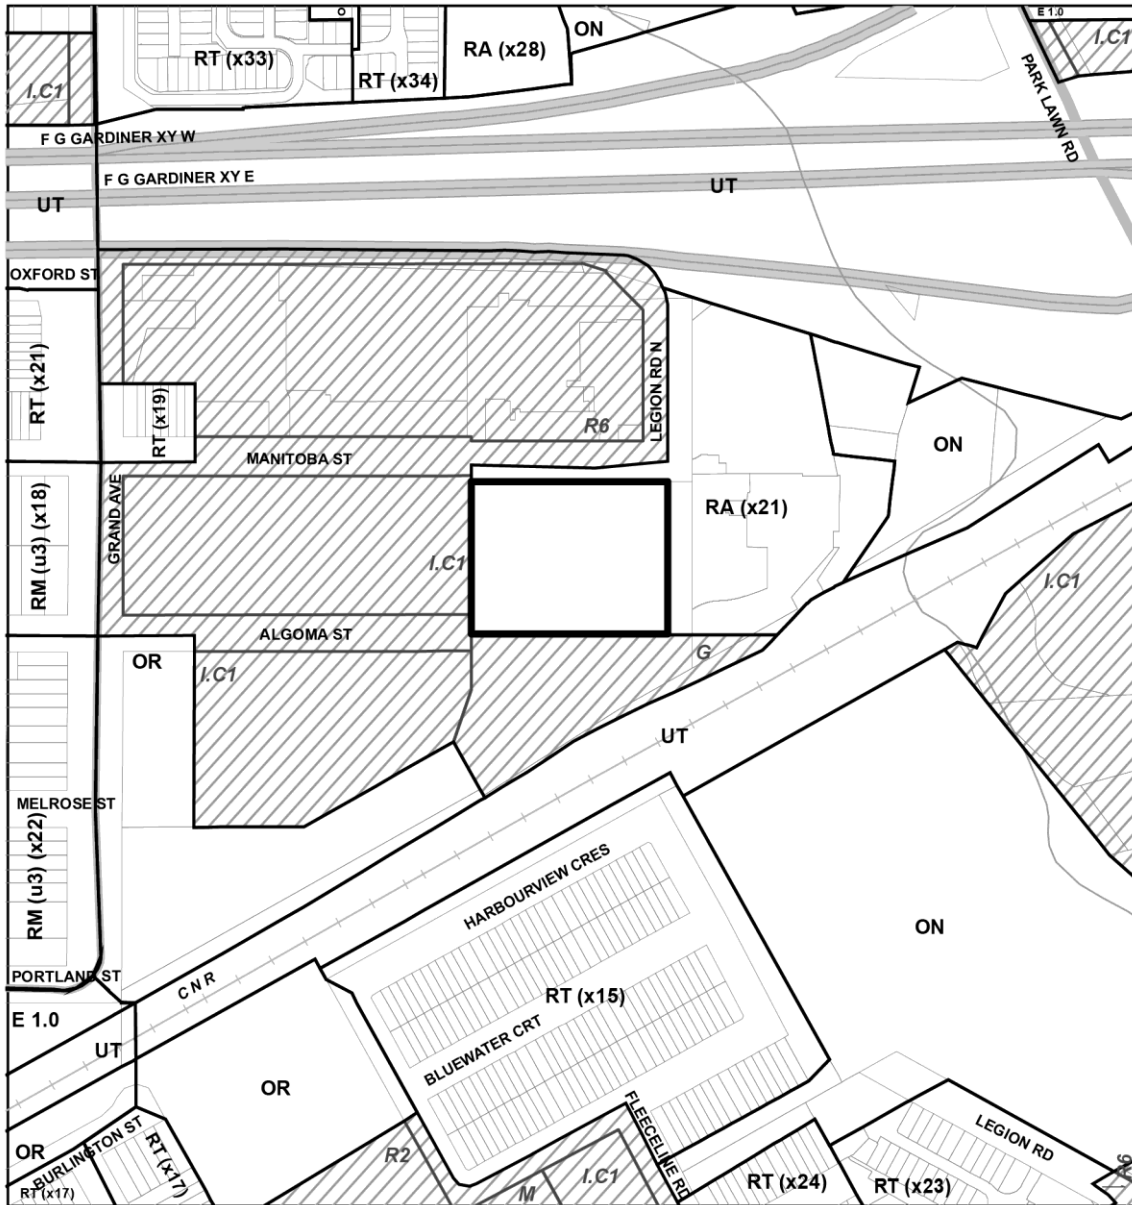 O
E 1.0
ON
I.C1
RT (x33)
RA (x28)
RT (x34)
I.C1
PARK LAWN RD
F G GARDINER XY W
F G GARDINER XY E
UT
UT
OXFORD ST
RT (x21)
LEGION RD N
RT (x19)
R6
MANITOBA ST
ON
GRAND AVE
RM (u3) (x18)
RA (x21)
I.C1
I.C1
ALGOMA ST
OR
I.C1
G
UT
MELROSE ST
RM (u3) (x22)
HARBOURVIEW CRES
ON
PORTLAND ST
C N R
RT (x15)
E 1.0
UT
BLUEWATER CRT
OR
FLEECELINE RD
LEGION RD
BURLINGTON ST
OR
RT (x17)
R2
I.C1
R6
RT (x24)
RT (x23)
RT (x17)
M